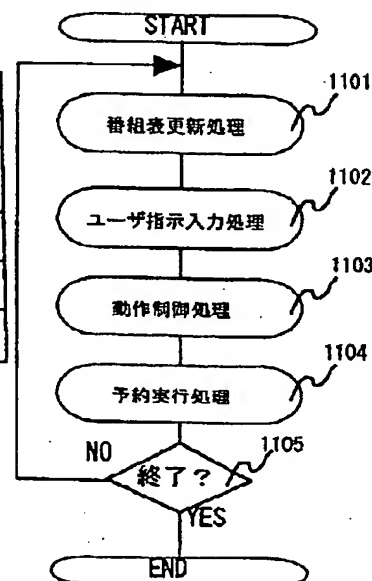 START
1101
番組表更新処理
1102
ユーザ指示入力処理
1103
動作制御処理
1104
予約実行処理
NO
1105
終了?
YES
END